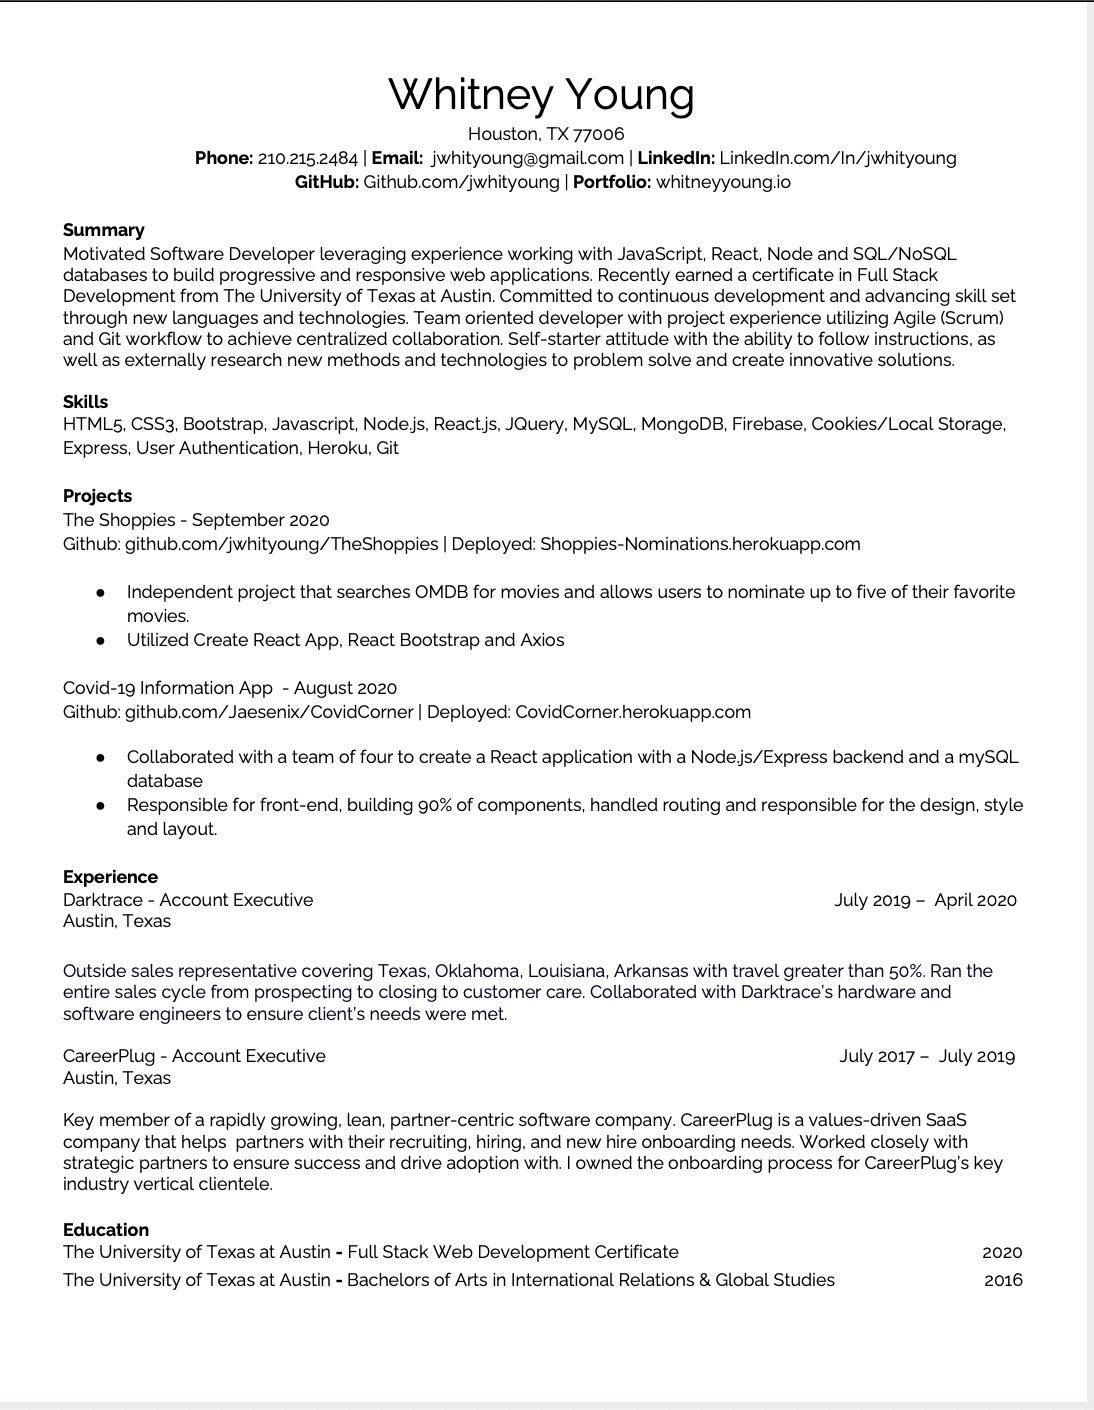 Whitney Young
Houston, TX 77006
Phone: 210.215.2484 | Email:  jwhityoung@gmail.com | LinkedIn: LinkedIn.com/In/jwhityoung
GitHub: Github.com/jwhityoung | Portfolio: whitneyyoung.io
Summary
Motivated Software Developer leveraging experience working with JavaScript, React, Node and SQL/NoSQL
databases to build progressive and responsive web applications. Recently earned a certificate in Full Stack
Development from The University of Texas at Austin. Committed to continuous development and advancing skill set
through new languages and technologies. Team oriented developer with project experience utilizing Agile (Scrum)
and Git workflow to achieve centralized collaboration. Self-starter attitude with the ability to follow instructions, as
well as externally research new methods and technologies to problem solve and create innovative solutions.
Skills
HTML5, CSS3, Bootstrap, Javascript, Node.js, React.js, JQuery, MySQL, MongoDB, Firebase, Cookies/Local Storage,
Express, User Authentication, Heroku, Git
Projects
The Shoppies - September 2020
Github: github.com/jwhityoung/TheShoppies | Deployed: Shoppies-Nominations.herokuapp.com
● Independent project that searches OMDB for movies and allows users to nominate up to five of their favorite
movies.
● Utilized Create React App, React Bootstrap and Axios
Covid-19 Information App  - August 2020
Github: github.com/Jaesenix/CovidCorner | Deployed: CovidCorner.herokuapp.com
● Collaborated with a team of four to create a React application with a Node.js/Express backend and a mySQL
database
● Responsible for front-end, building 90% of components, handled routing and responsible for the design, style
and layout.
Experience
Darktrace - Account Executive July 2019 –  April 2020
Austin, Texas
Outside sales representative covering Texas, Oklahoma, Louisiana, Arkansas with travel greater than 50%. Ran the
entire sales cycle from prospecting to closing to customer care. Collaborated with Darktrace's hardware and
software engineers to ensure client's needs were met.
CareerPlug - Account Executive July 2017 –  July 2019
Austin, Texas
Key member of a rapidly growing, lean, partner-centric software company. CareerPlug is a values-driven SaaS
company that helps  partners with their recruiting, hiring, and new hire onboarding needs. Worked closely with
strategic partners to ensure success and drive adoption with. I owned the onboarding process for CareerPlug's key
industry vertical clientele.
Education
The University of Texas at Austin - Full Stack Web Development Certificate 2020
The University of Texas at Austin - Bachelors of Arts in International Relations & Global Studies 2016